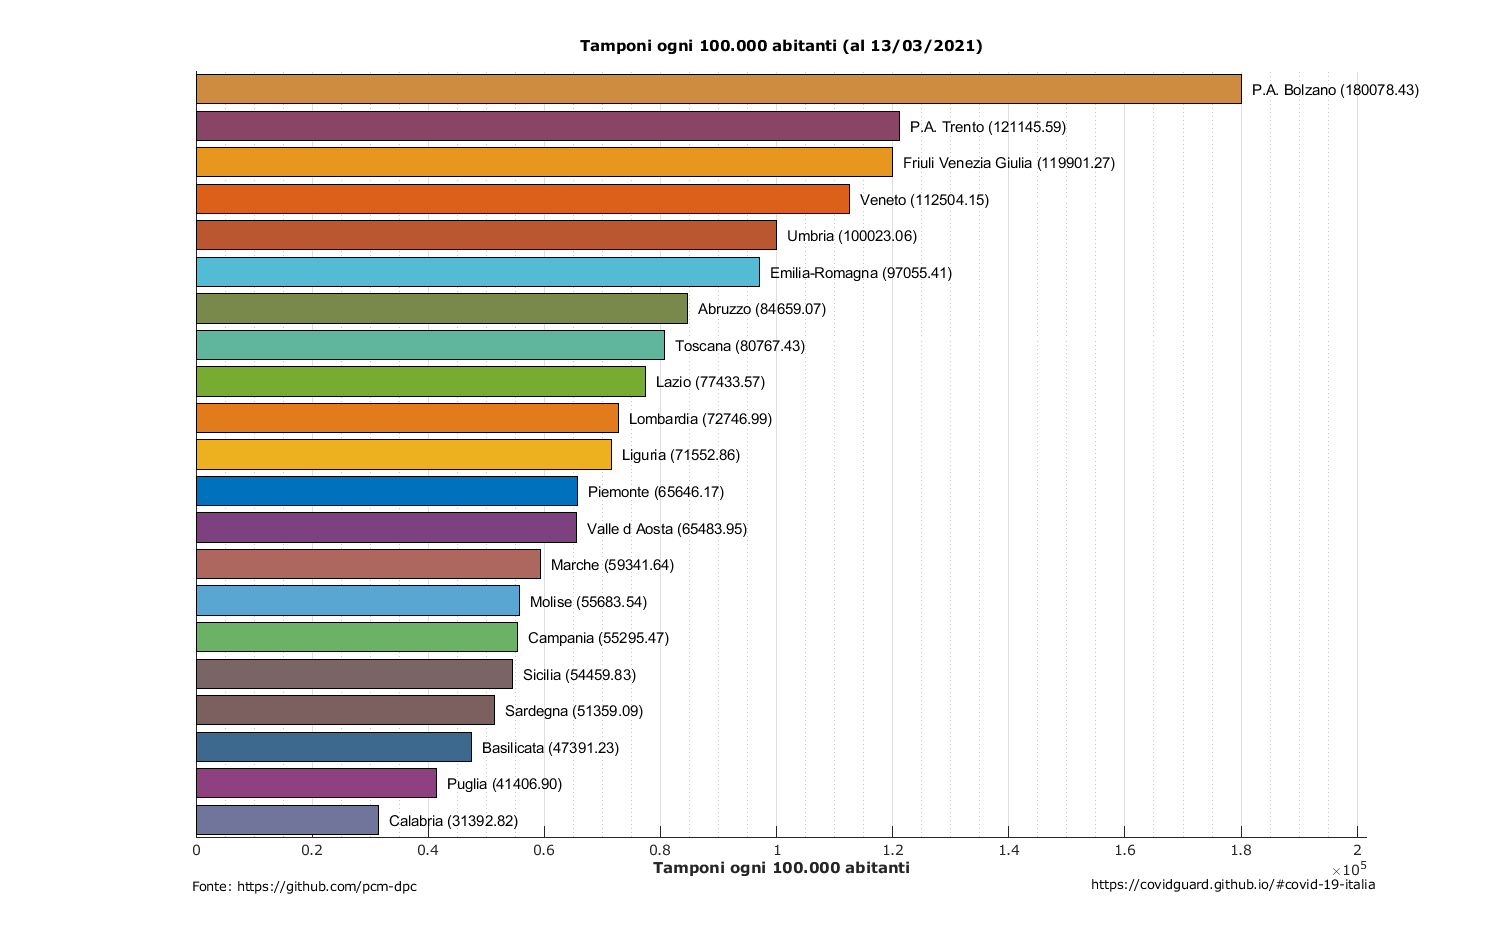 Tamponi ogni 100.000 abitanti (al 13/03/2021)
P.A. Bolzano (180078.43)
P.A. Trento (121145.59)
Friuli Venezia Giulia (119901.27)
Veneto (112504.15)
Umbria (100023.06)
Emilia-Romagna (97055.41)
Abruzzo (84659.07)
Toscana (80767.43)
Lazio (77433.57)
Lombardia (72746.99)
Liguria (71552.86)
Piemonte (65646.17)
Valle d Aosta (65483.95)
Marche (59341.64)
Molise (55683.54)
Campania (55295.47)
Sicilia (54459.83)
Sardegna (51359.09)
Basilicata (47391.23)
Puglia (41406.90)
Calabria (31392.82)
0 0.2 0.4 0.6 0.8 1 1.2 1.4 1.6 1.8 2
×10⁵
Tamponi ogni 100.000 abitanti
Fonte: https://github.com/pcm-dpc
https://covidguard.github.io/#covid-19-italia